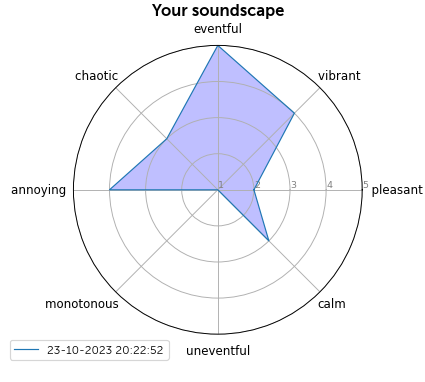 Your soundscape
eventful
chaotic
vibrant
annoying
1 2 3 4 5
pleasant
monotonous
calm
23-10-2023 20:22:52
uneventful